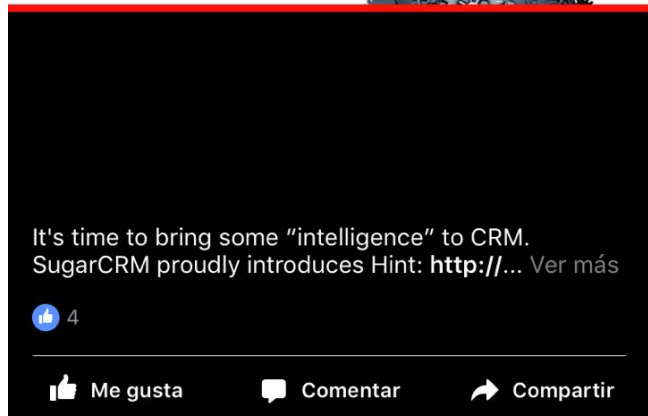 It's time to bring some “intelligence” to CRM.
SugarCRM proudly introduces Hint: http://... Ver más
4
Me gusta Comentar Compartir